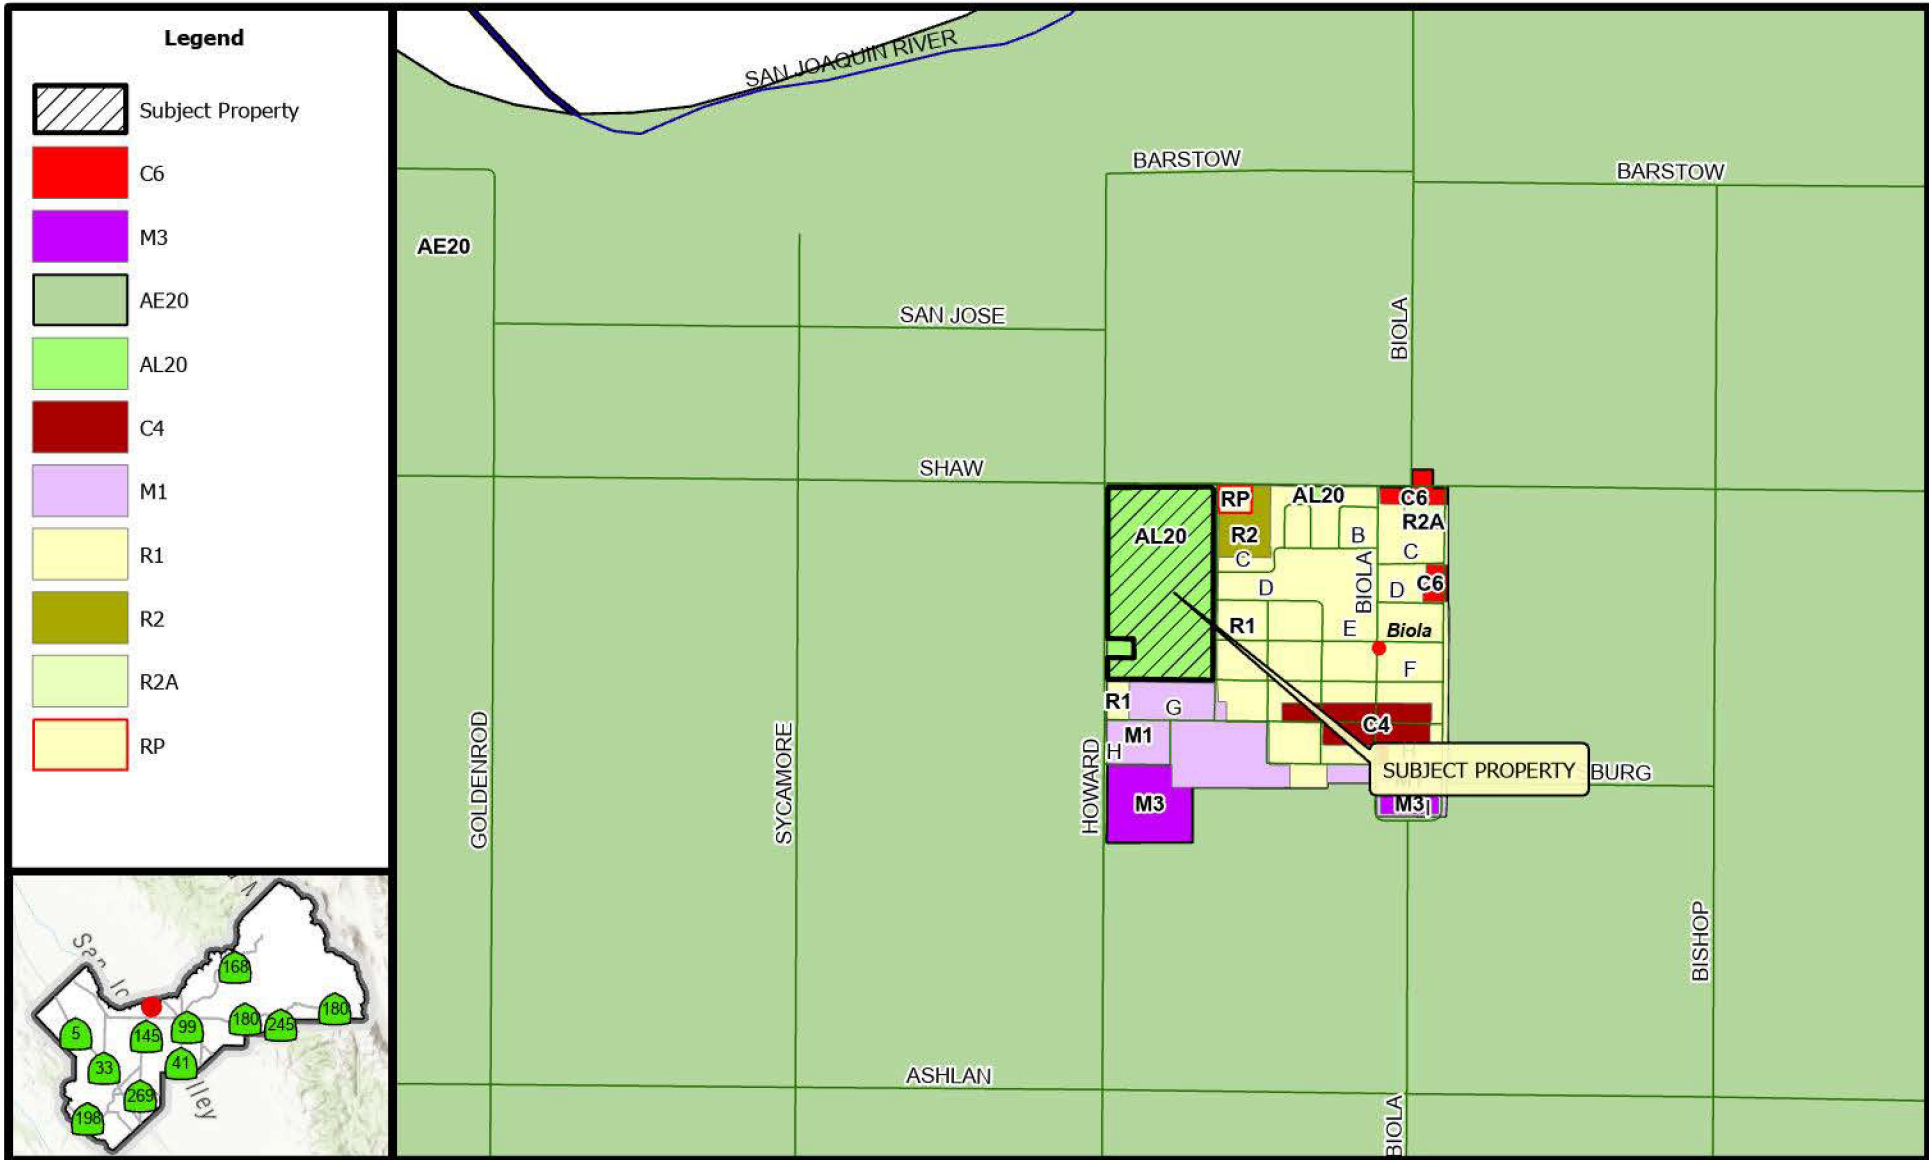 Legend
Subject Property
C6
M3
AE20
AL20
C4
M1
R1
R2
R2A
RP
SAN JOAQUIN RIVER
BARSTOW
BARSTOW
AE20
SAN JOSE
BIOLA
SHAW
RP
AL20
C6
R2A
AL20
R2
B
C
C
BIOLA
D
D
C6
R1
E
Biola
F
R1
G
C4
M1
H
SUBJECT PROPERTY
BURG
GOLDENROD
SYCAMORE
HOWARD
M3
M3
I
BISHOP
ASHLAN
BIOLA
San Jo
168
5
145
99
180
245
180
33
41
269
198
lley